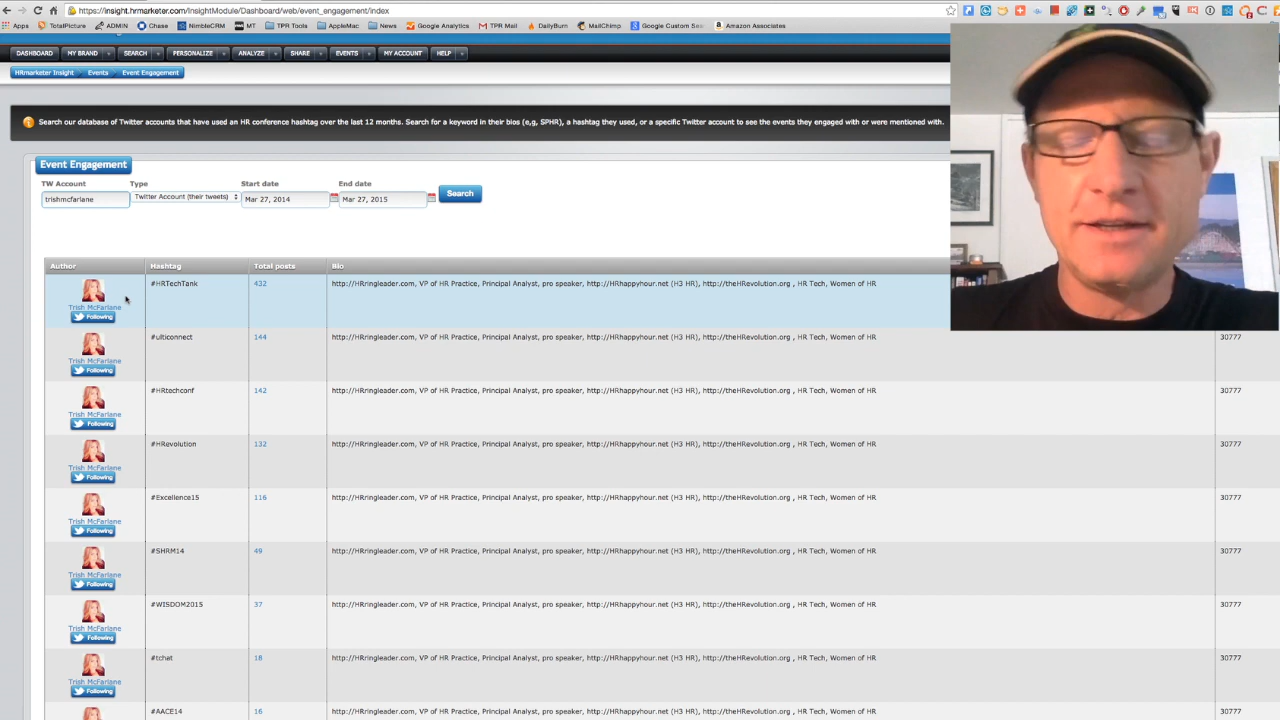 https://insight.hrmarketer.com/InsightModule/Dashboard/web/event_engagement/index
Apps TotalPicture ADMIN Chase NimbleCRM MT TPR Tools AppleMac News Google Analytics TPR Mail DailyBurn MailChimp Google Custom Sea Amazon Associates
DASHBOARD MY BRAND SEARCH PERSONALIZE ANALYZE SHARE EVENTS MY ACCOUNT HELP
HRmarketer Insight Events Event Engagement
Search our database of Twitter accounts that have used an HR conference hashtag over the last 12 months. Search for a keyword in their bios (e,g, SPHR), a hashtag they used, or a specific Twitter account to see the events they engaged with or were mentioned with.
Event Engagement
TW Account Type Start date End date
trishmcfarlane Twitter Account (their tweets) Mar 27, 2014 Mar 27, 2015 Search
Author Hashtag Total posts Bio
#HRTechTank 432 http://HRringleader.com, VP of HR Practice, Principal Analyst, pro speaker, http://HRhappyhour.net (H3 HR), http://theHRevolution.org , HR Tech, Women of HR
Trish McFarlane
Following
#ulticonnect 144 http://HRringleader.com, VP of HR Practice, Principal Analyst, pro speaker, http://HRhappyhour.net (H3 HR), http://theHRevolution.org , HR Tech, Women of HR 30777
Trish McFarlane
Following
#HRtechconf 142 http://HRringleader.com, VP of HR Practice, Principal Analyst, pro speaker, http://HRhappyhour.net (H3 HR), http://theHRevolution.org , HR Tech, Women of HR 30777
Trish McFarlane
Following
#HRevolution 132 http://HRringleader.com, VP of HR Practice, Principal Analyst, pro speaker, http://HRhappyhour.net (H3 HR), http://theHRevolution.org , HR Tech, Women of HR 30777
Trish McFarlane
Following
#Excellence15 116 http://HRringleader.com, VP of HR Practice, Principal Analyst, pro speaker, http://HRhappyhour.net (H3 HR), http://theHRevolution.org , HR Tech, Women of HR 30777
Trish McFarlane
Following
#SHRM14 49 http://HRringleader.com, VP of HR Practice, Principal Analyst, pro speaker, http://HRhappyhour.net (H3 HR), http://theHRevolution.org , HR Tech, Women of HR 30777
Trish McFarlane
Following
#WISDOM2015 37 http://HRringleader.com, VP of HR Practice, Principal Analyst, pro speaker, http://HRhappyhour.net (H3 HR), http://theHRevolution.org , HR Tech, Women of HR 30777
Trish McFarlane
Following
#tchat 18 http://HRringleader.com, VP of HR Practice, Principal Analyst, pro speaker, http://HRhappyhour.net (H3 HR), http://theHRevolution.org , HR Tech, Women of HR 30777
Trish McFarlane
Following
#AACE14 16 http://HRringleader.com, VP of HR Practice, Principal Analyst, pro speaker, http://HRhappyhour.net (H3 HR), http://theHRevolution.org , HR Tech, Women of HR 30777